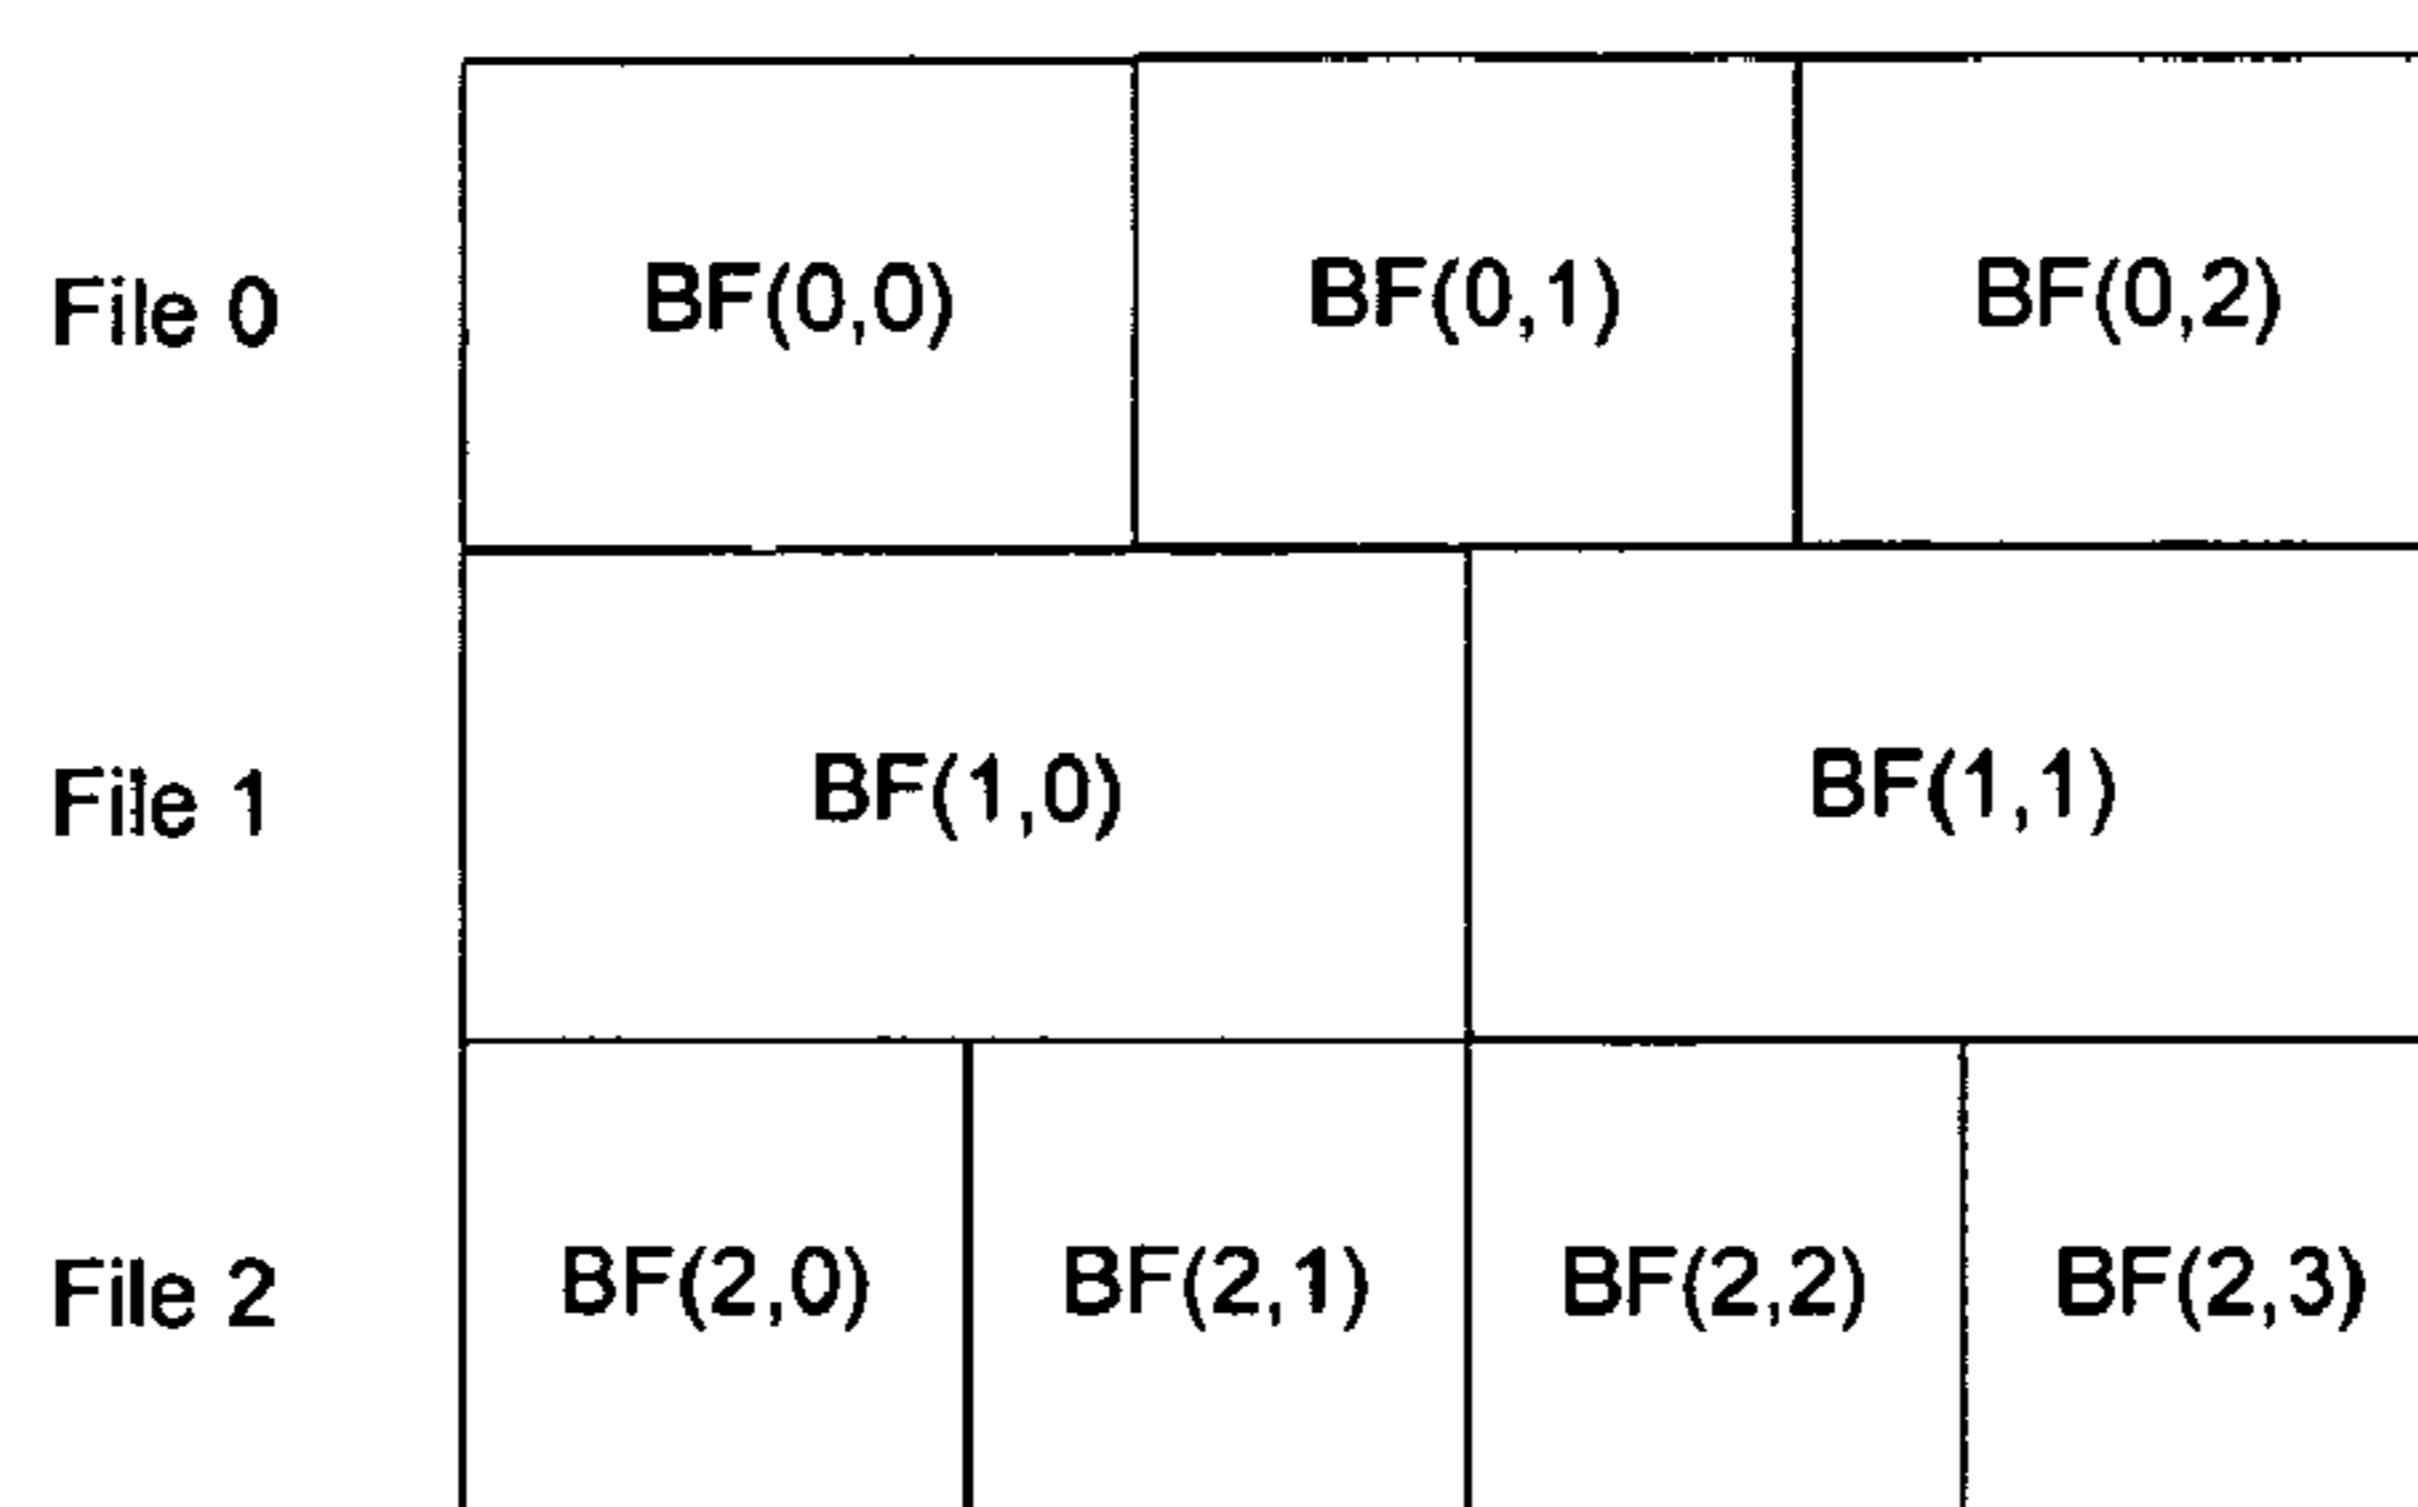 File 0 BF(0,0) BF(0,1) BF(0,2)
File 1 BF(1,0) BF(1,1)
File 2 BF(2,0) BF(2,1) BF(2,2) BF(2,3)